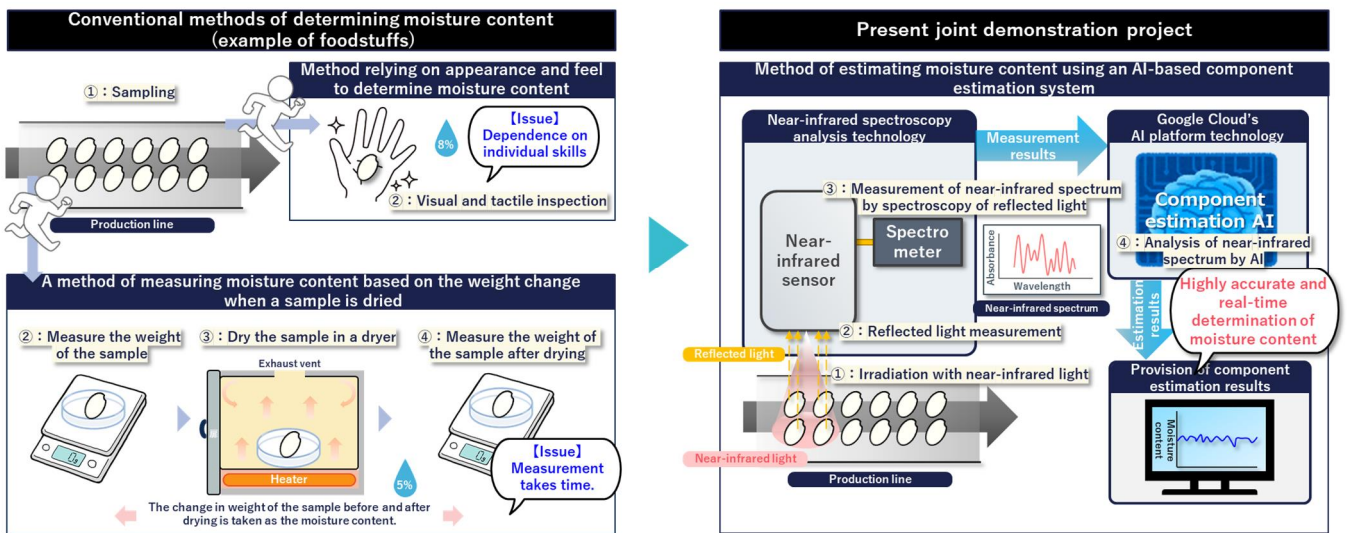 Conventional methods of determining moisture content
(example of foodstuffs)
①：Sampling
Production line
Method relying on appearance and feel
to determine moisture content
8%
【Issue】
Dependence on
individual skills
②：Visual and tactile inspection
A method of measuring moisture content based on the weight change
when a sample is dried
②：Measure the weight
of the sample
0g
③：Dry the sample in a dryer
Exhaust vent
Heater
④：Measure the weight of
the sample after drying
0g
5%
【Issue】
Measurement
takes time.
The change in weight of the sample before and after
drying is taken as the moisture content.
Present joint demonstration project
Method of estimating moisture content using an AI-based component
estimation system
Near-infrared spectroscopy
analysis technology
Measurement
results
Google Cloud's
AI platform technology
③：Measurement of near-infrared spectrum
by spectroscopy of reflected light
Near-
infrared
sensor
Spectro
meter
Absorbance
Wavelength
Near-infrared spectrum
Component
estimation AI
④：Analysis of near-infrared
spectrum by AI
②：Reflected light measurement
Reflected light
①：Irradiation with near-infrared light
Near-infrared light
Production line
Estimation
results
Highly accurate and
real-time
determination of
moisture content
Provision of component
estimation results
Moisture
content